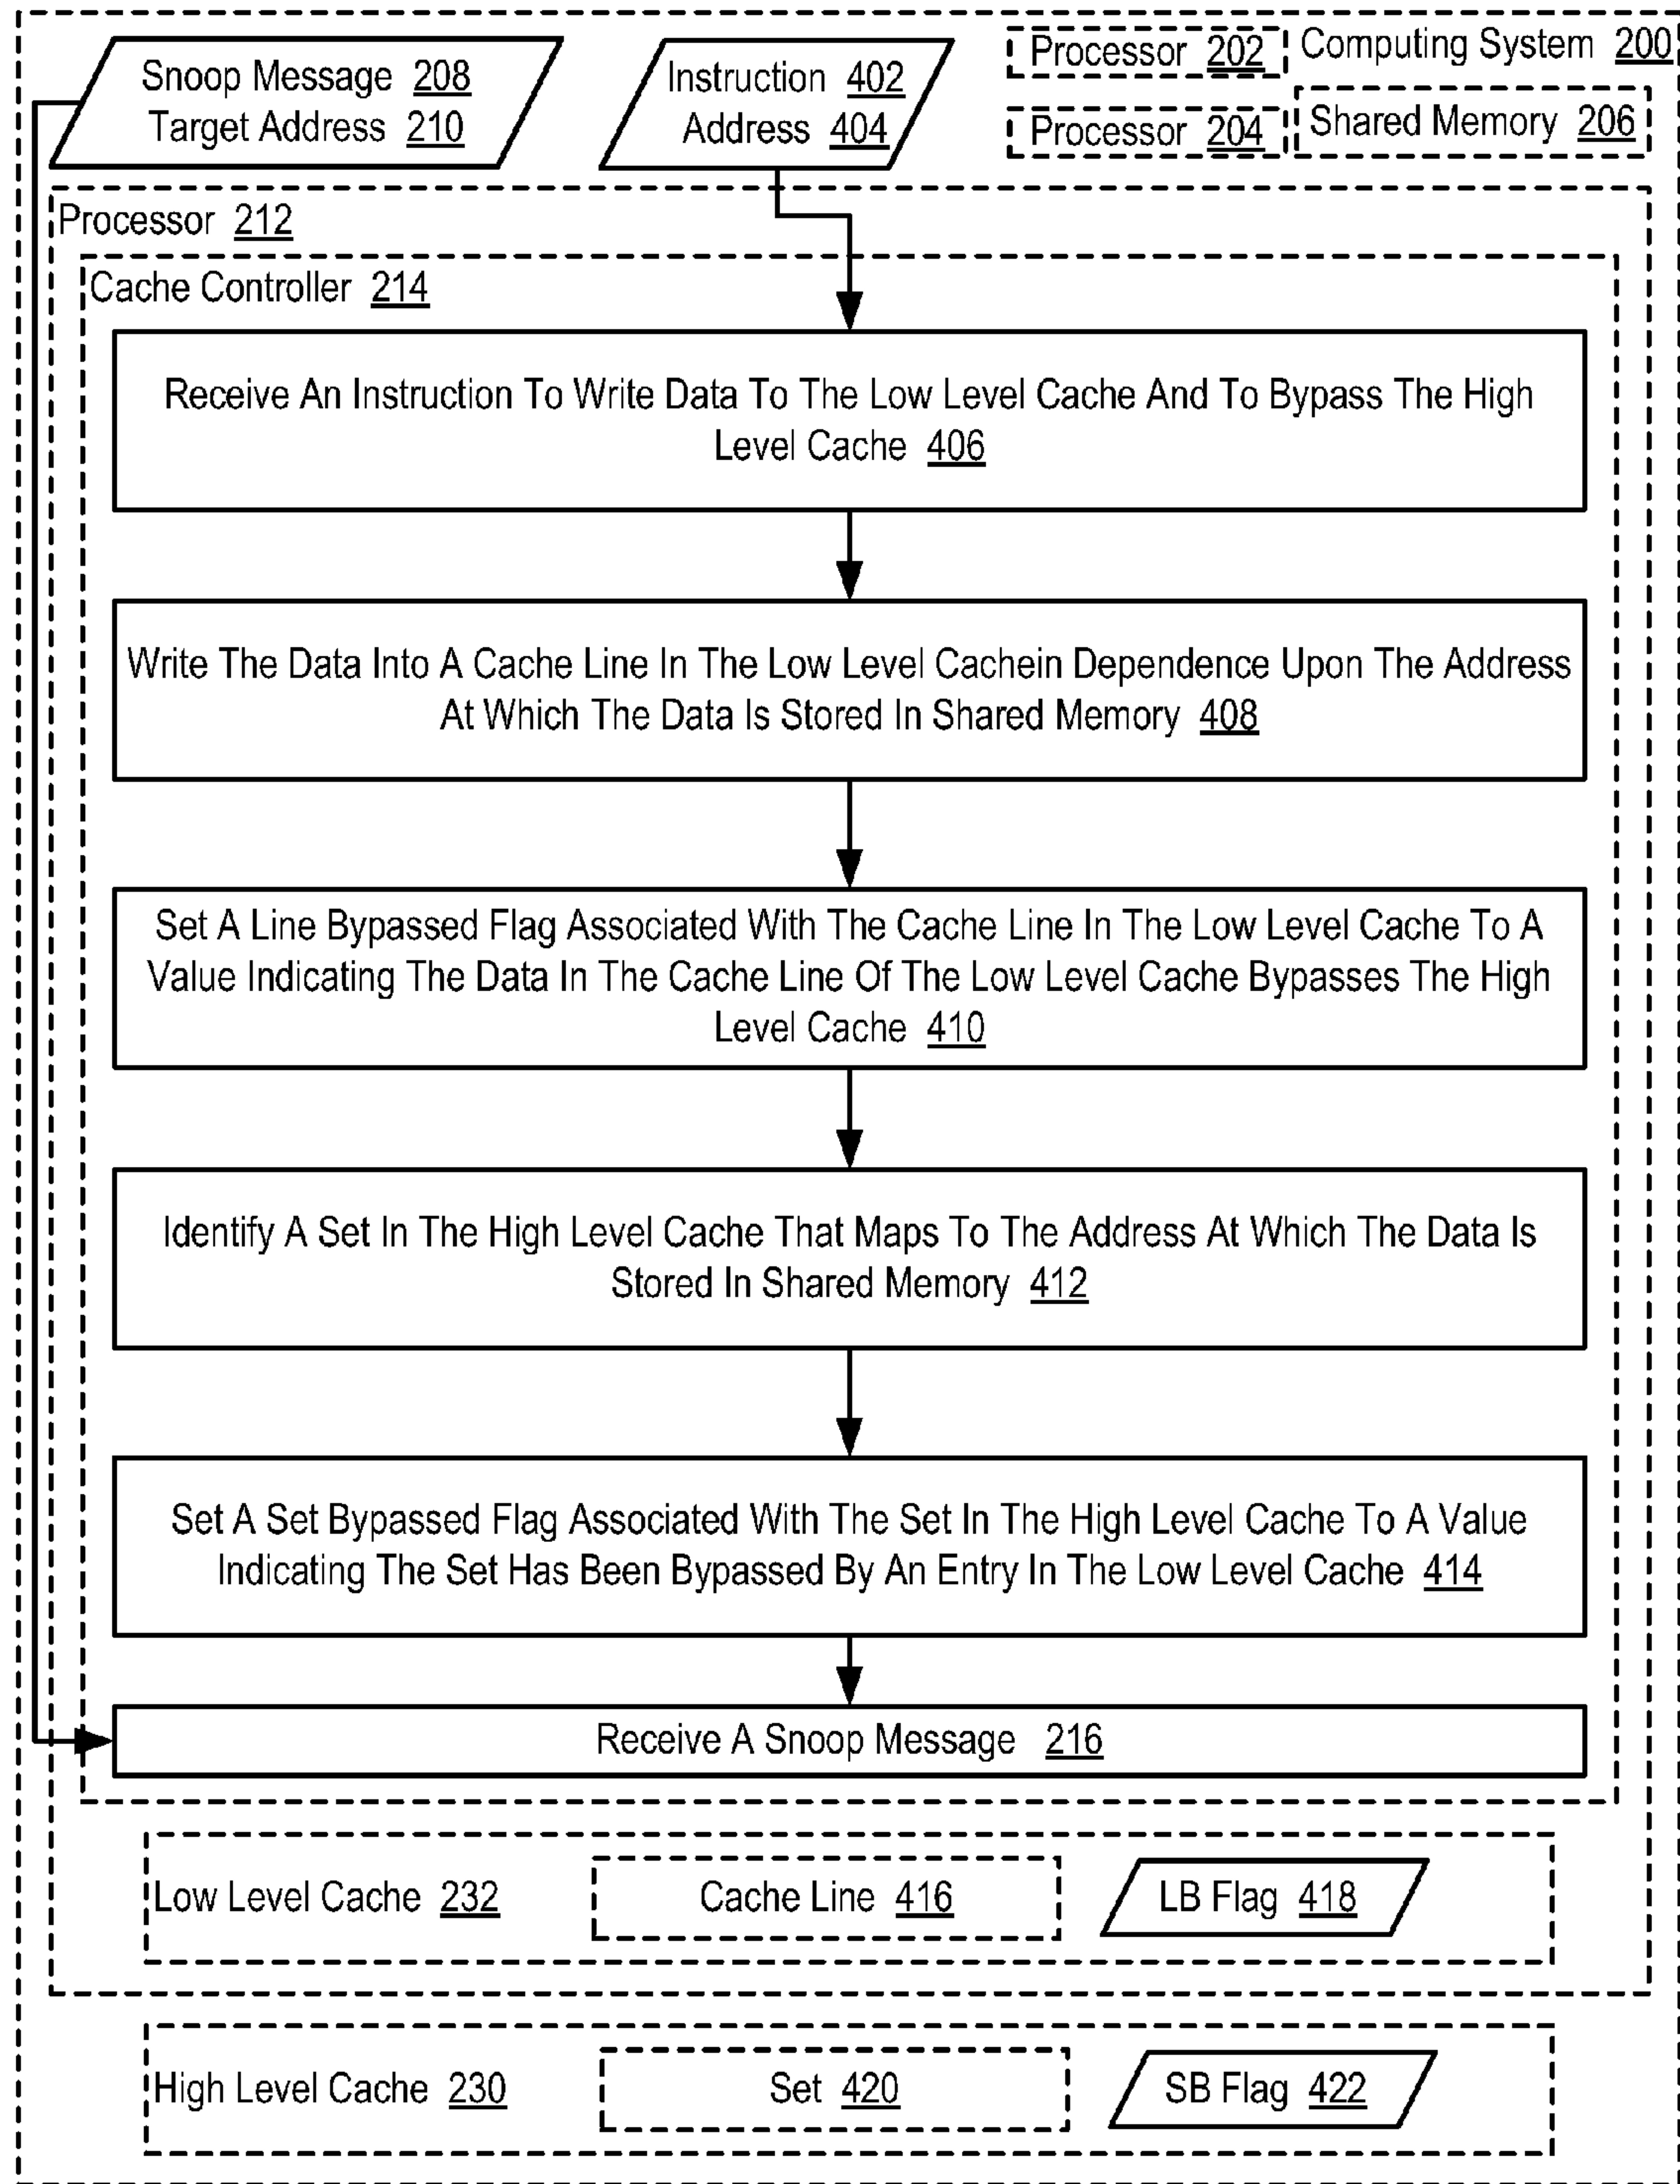 Snoop Message 208
Target Address 210
Instruction 402
Address 404
Processor 202
Computing System 200
Processor 204
Shared Memory 206
Processor 212
Cache Controller 214
Receive An Instruction To Write Data To The Low Level Cache And To Bypass The High
Level Cache 406
Write The Data Into A Cache Line In The Low Level Cachein Dependence Upon The Address
At Which The Data Is Stored In Shared Memory 408
Set A Line Bypassed Flag Associated With The Cache Line In The Low Level Cache To A
Value Indicating The Data In The Cache Line Of The Low Level Cache Bypasses The High
Level Cache 410
Identify A Set In The High Level Cache That Maps To The Address At Which The Data Is
Stored In Shared Memory 412
Set A Set Bypassed Flag Associated With The Set In The High Level Cache To A Value
Indicating The Set Has Been Bypassed By An Entry In The Low Level Cache 414
Receive A Snoop Message 216
Low Level Cache 232
Cache Line 416
LB Flag 418
High Level Cache 230
Set 420
SB Flag 422